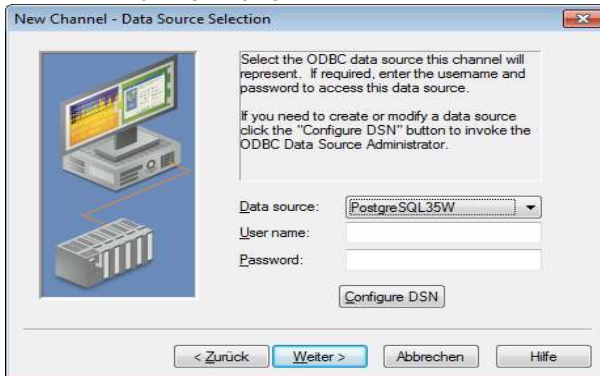 New Channel - Data Source Selection
Select the ODBC data source this channel will
represent. If required, enter the username and
password to access this data source.
If you need to create or modify a data source
click the "Configure DSN" button to invoke the
ODBC Data Source Administrator.
Data source: PostgreSQL35W
User name:
Password:
Configure DSN
< Zurück Weiter > Abbrechen Hilfe